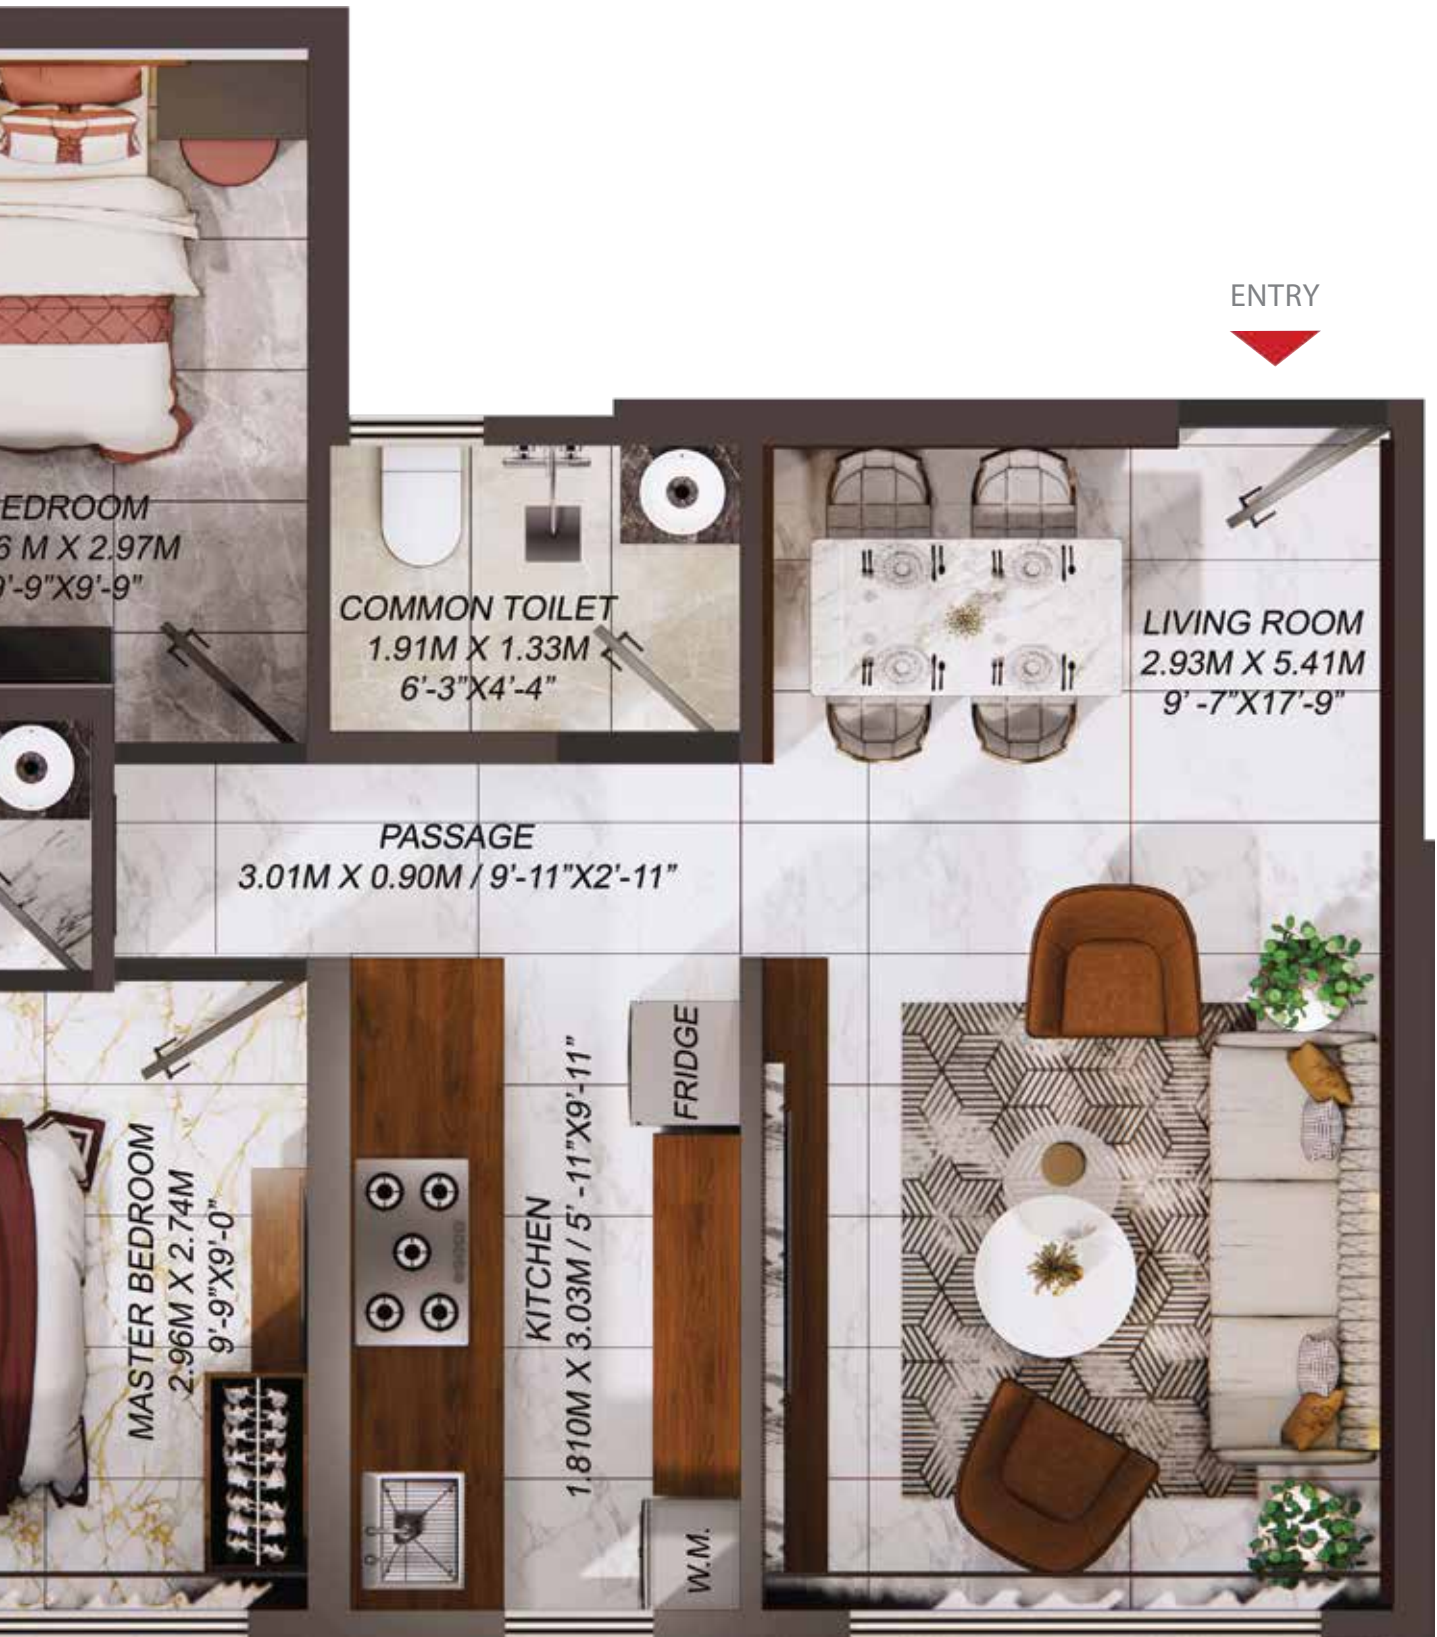 ENTRY
EDROOM
6 M X 2.97M
9'-9"X9'-9"
COMMON TOILET
1.91M X 1.33M
6'-3"X4'-4"
LIVING ROOM
2.93M X 5.41M
9' -7"X17'-9"
PASSAGE
3.01M X 0.90M / 9'-11"X2'-11"
MASTER BEDROOM
2.96M X 2.74M
9'-9"X9'-0"
KITCHEN
1.810M X 3.03M / 5' -11"X9'-11"
FRIDGE
W.M.